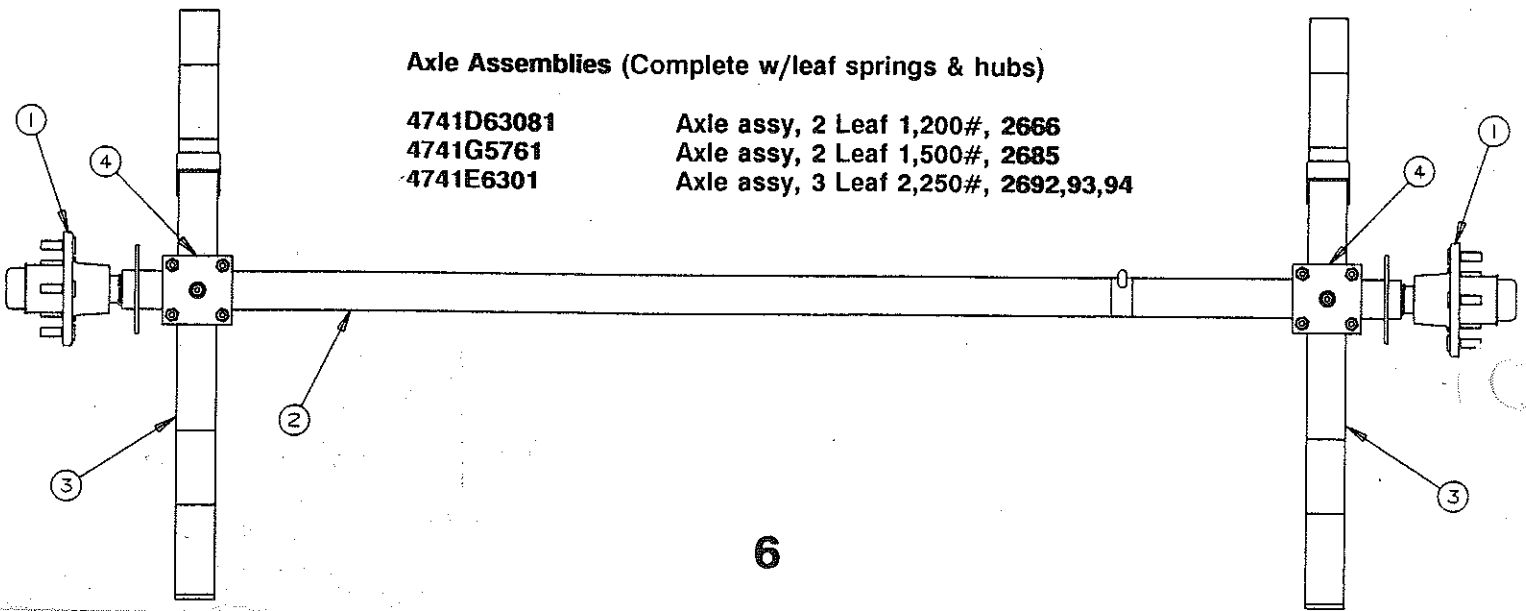 Axle Assemblies (Complete w/leaf springs & hubs)
4741D63081 Axle assy, 2 Leaf 1,200#, 2666
4741G5761 Axle assy, 2 Leaf 1,500#, 2685
4741E6301 Axle assy, 3 Leaf 2,250#, 2692,93,94
1
4
1
4
2
3
3
6